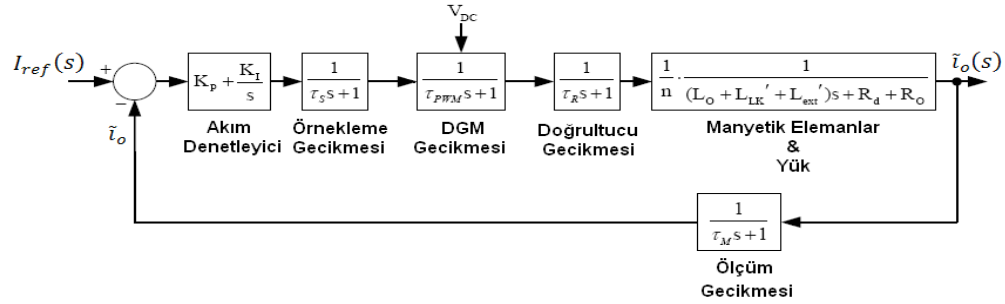 V_DC
I_ref(s)
+
−
ĩ_o
K_P + K_I / s
1 / (τ_S s+1)
1 / (τ_PWM s+1)
1 / (τ_R s+1)
1/n · 1 / ((L_O + L_LK′ + L_ext′)s + R_d + R_O)
ĩ_o(s)
Akım
Denetleyici
Örnekleme
Gecikmesi
DGM
Gecikmesi
Doğrultucu
Gecikmesi
Manyetik Elemanlar
&
Yük
1 / (τ_M s+1)
Ölçüm
Gecikmesi